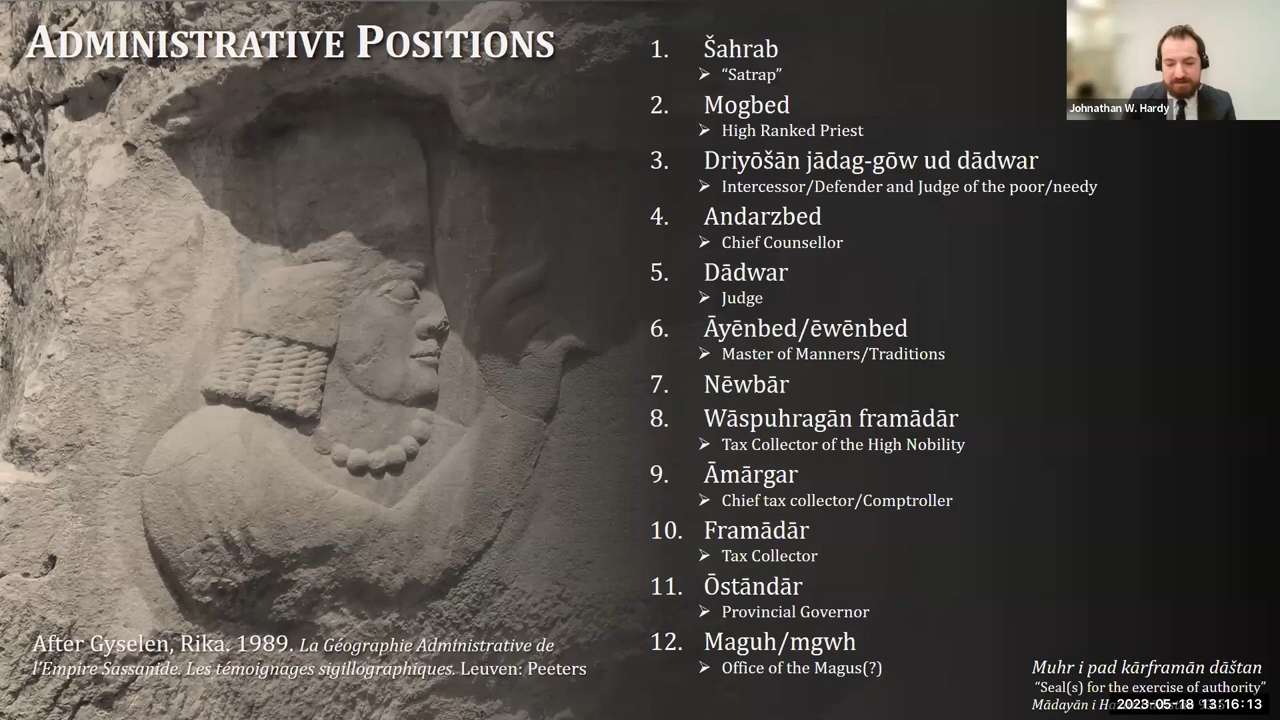 ADMINISTRATIVE POSITIONS
1. Šahrab
“Satrap”
2. Mogbed
High Ranked Priest
3. Driyōšān jādag-gōw ud dādwar
Intercessor/Defender and Judge of the poor/needy
4. Andarzbed
Chief Counsellor
5. Dādwar
Judge
6. Āyēnbed/ēwēnbed
Master of Manners/Traditions
7. Nēwbār
8. Wāspuhragān framādār
Tax Collector of the High Nobility
9. Āmārgar
Chief tax collector/Comptroller
10. Framādār
Tax Collector
11. Ōstāndār
Provincial Governor
12. Maguh/mgwh
Office of the Magus(?)
After Gyselen, Rika. 1989. La Géographie Administrative de
l’Empire Sassanide. Les témoignages sigillographiques. Leuven: Peeters
Muhr i pad kārframān dāštan
“Seal(s) for the exercise of authority”
Mādayān i
2023-05-18 13:16:13
Johnathan W. Hardy